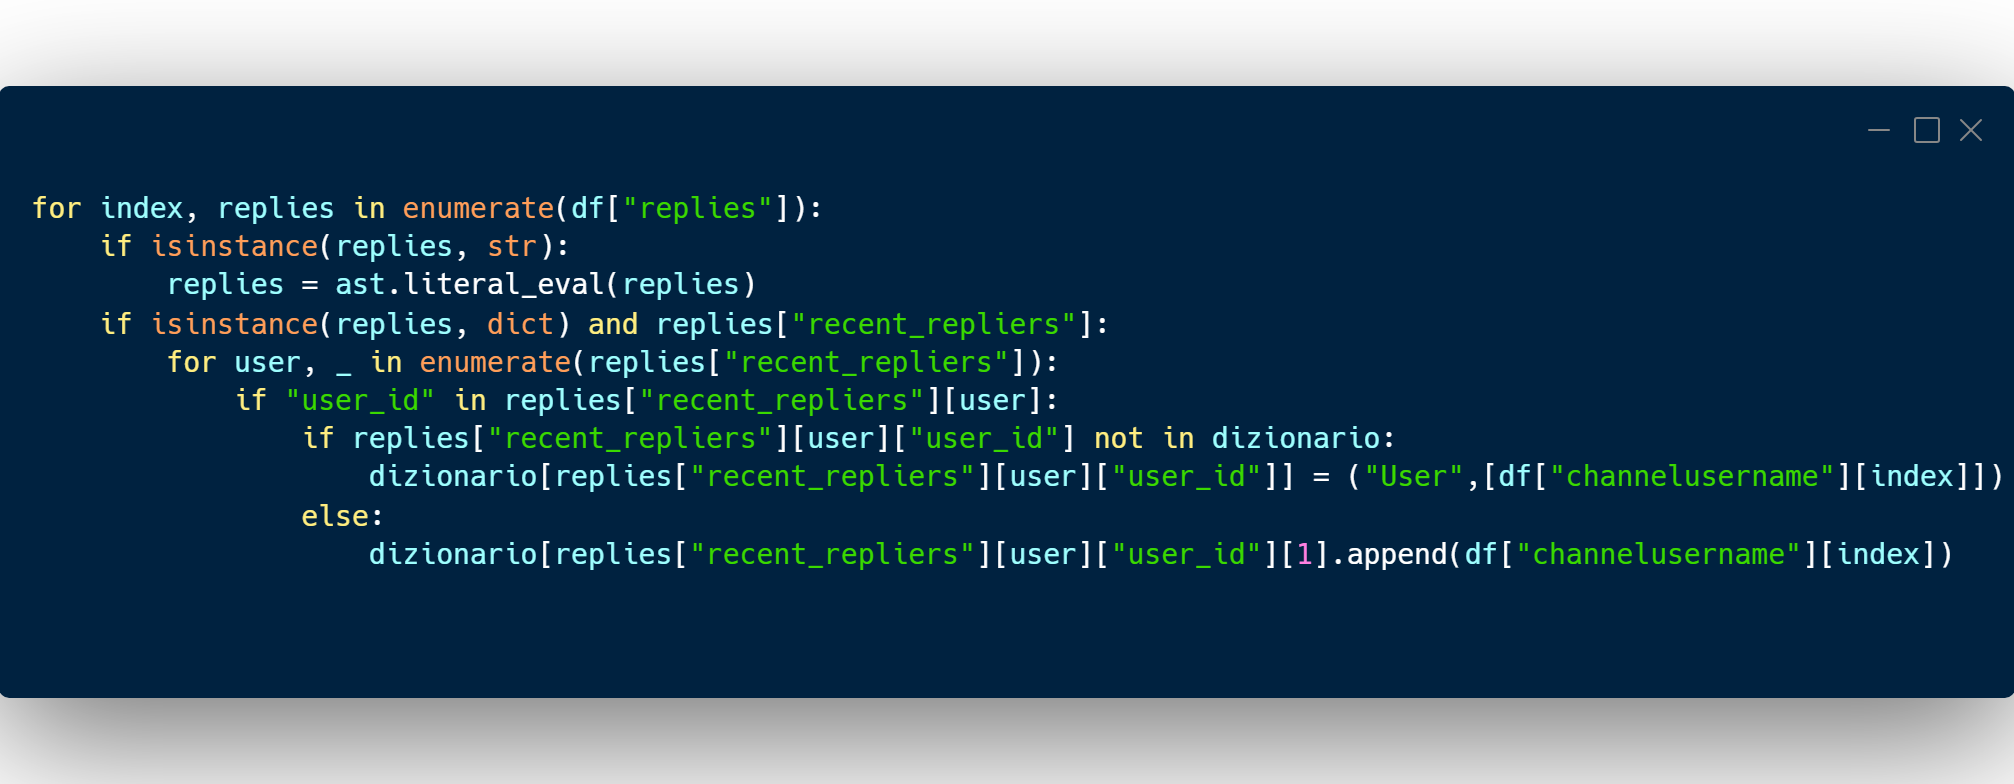 for index, replies in enumerate(df["replies"]):
    if isinstance(replies, str):
        replies = ast.literal_eval(replies)
    if isinstance(replies, dict) and replies["recent_repliers"]:
        for user, _ in enumerate(replies["recent_repliers"]):
            if "user_id" in replies["recent_repliers"][user]:
                if replies["recent_repliers"][user]["user_id"] not in dizionario:
                    dizionario[replies["recent_repliers"][user]["user_id"]] = ("User",[df["channelusername"][index]])
                else:
                    dizionario[replies["recent_repliers"][user]["user_id"][1].append(df["channelusername"][index])